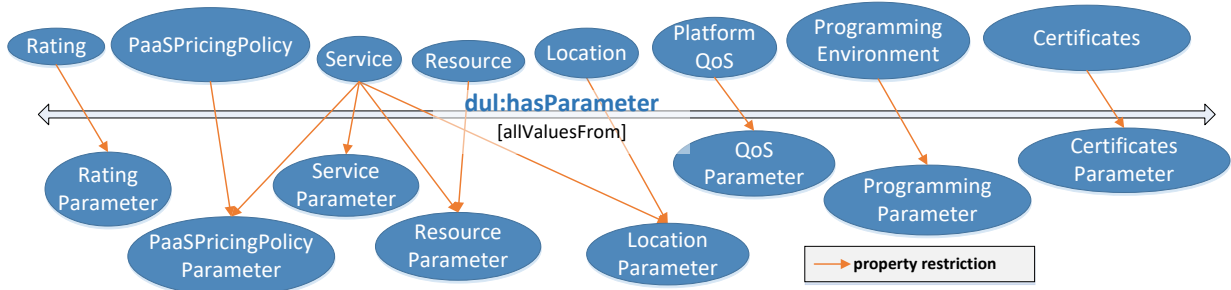 Rating
PaaSPricingPolicy
Service
Resource
Location
Platform
QoS
Programming
Environment
Certificates
dul:hasParameter
[allValuesFrom]
Rating
Parameter
PaaSPricingPolicy
Parameter
Service
Parameter
Resource
Parameter
Location
Parameter
QoS
Parameter
Programming
Parameter
Certificates
Parameter
property restriction